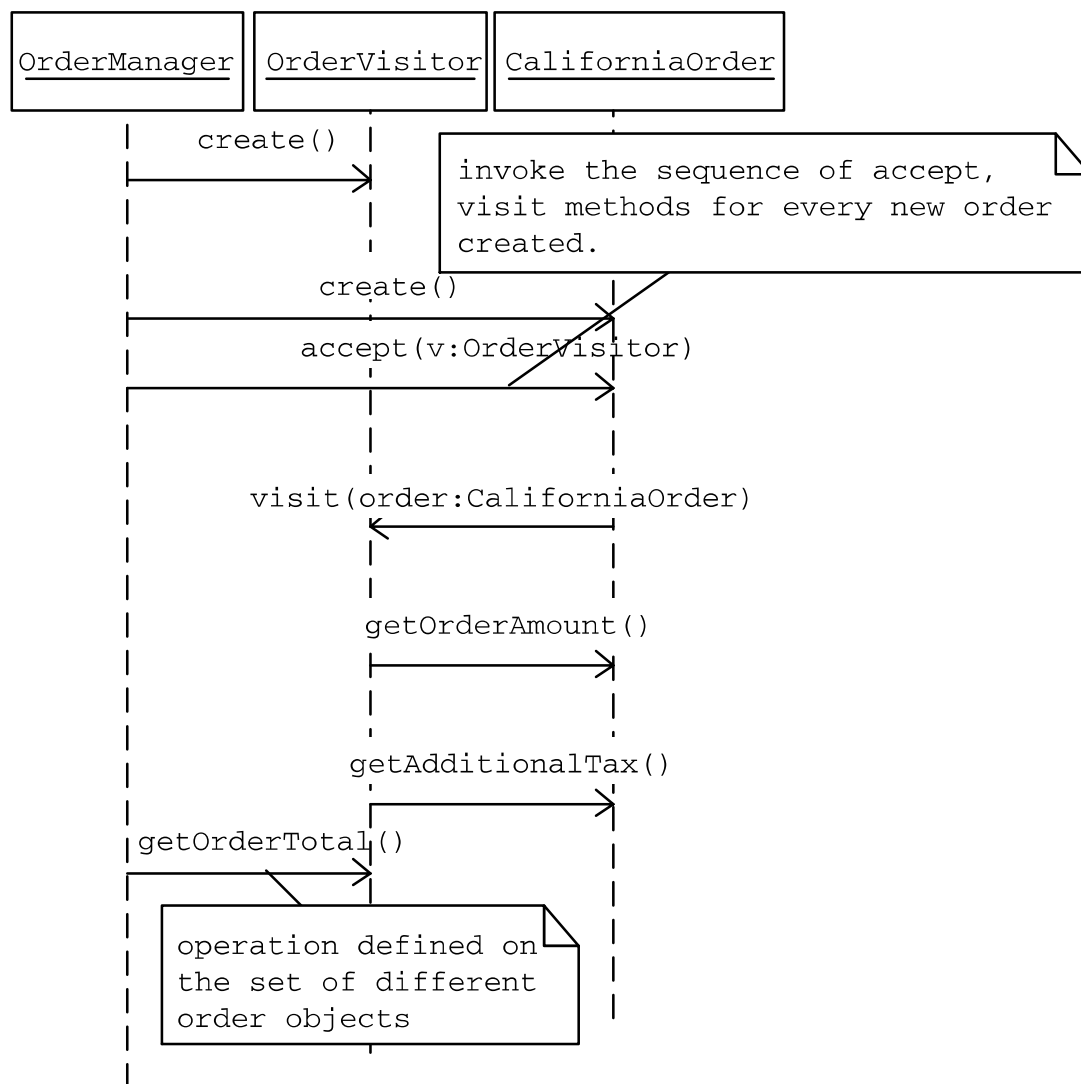 OrderManager
OrderVisitor
CaliforniaOrder
create()
invoke the sequence of accept,
visit methods for every new order
created.
create()
accept(v:OrderVisitor)
visit(order:CaliforniaOrder)
getOrderAmount()
getAdditionalTax()
getOrderTotal()
operation defined on
the set of different
order objects